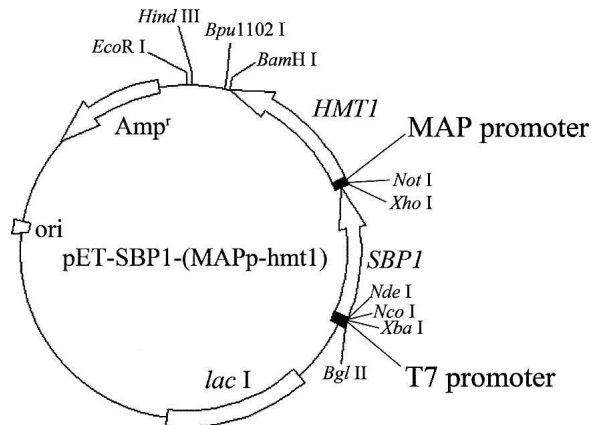 Hind III
Bpu1102 I
EcoR I
BamH I
HMT1
Ampʳ
MAP promoter
Not I
Xho I
ori
pET-SBP1-(MAPp-hmt1)
SBP1
Nde I
Nco I
Xba I
lac I
Bgl II
T7 promoter